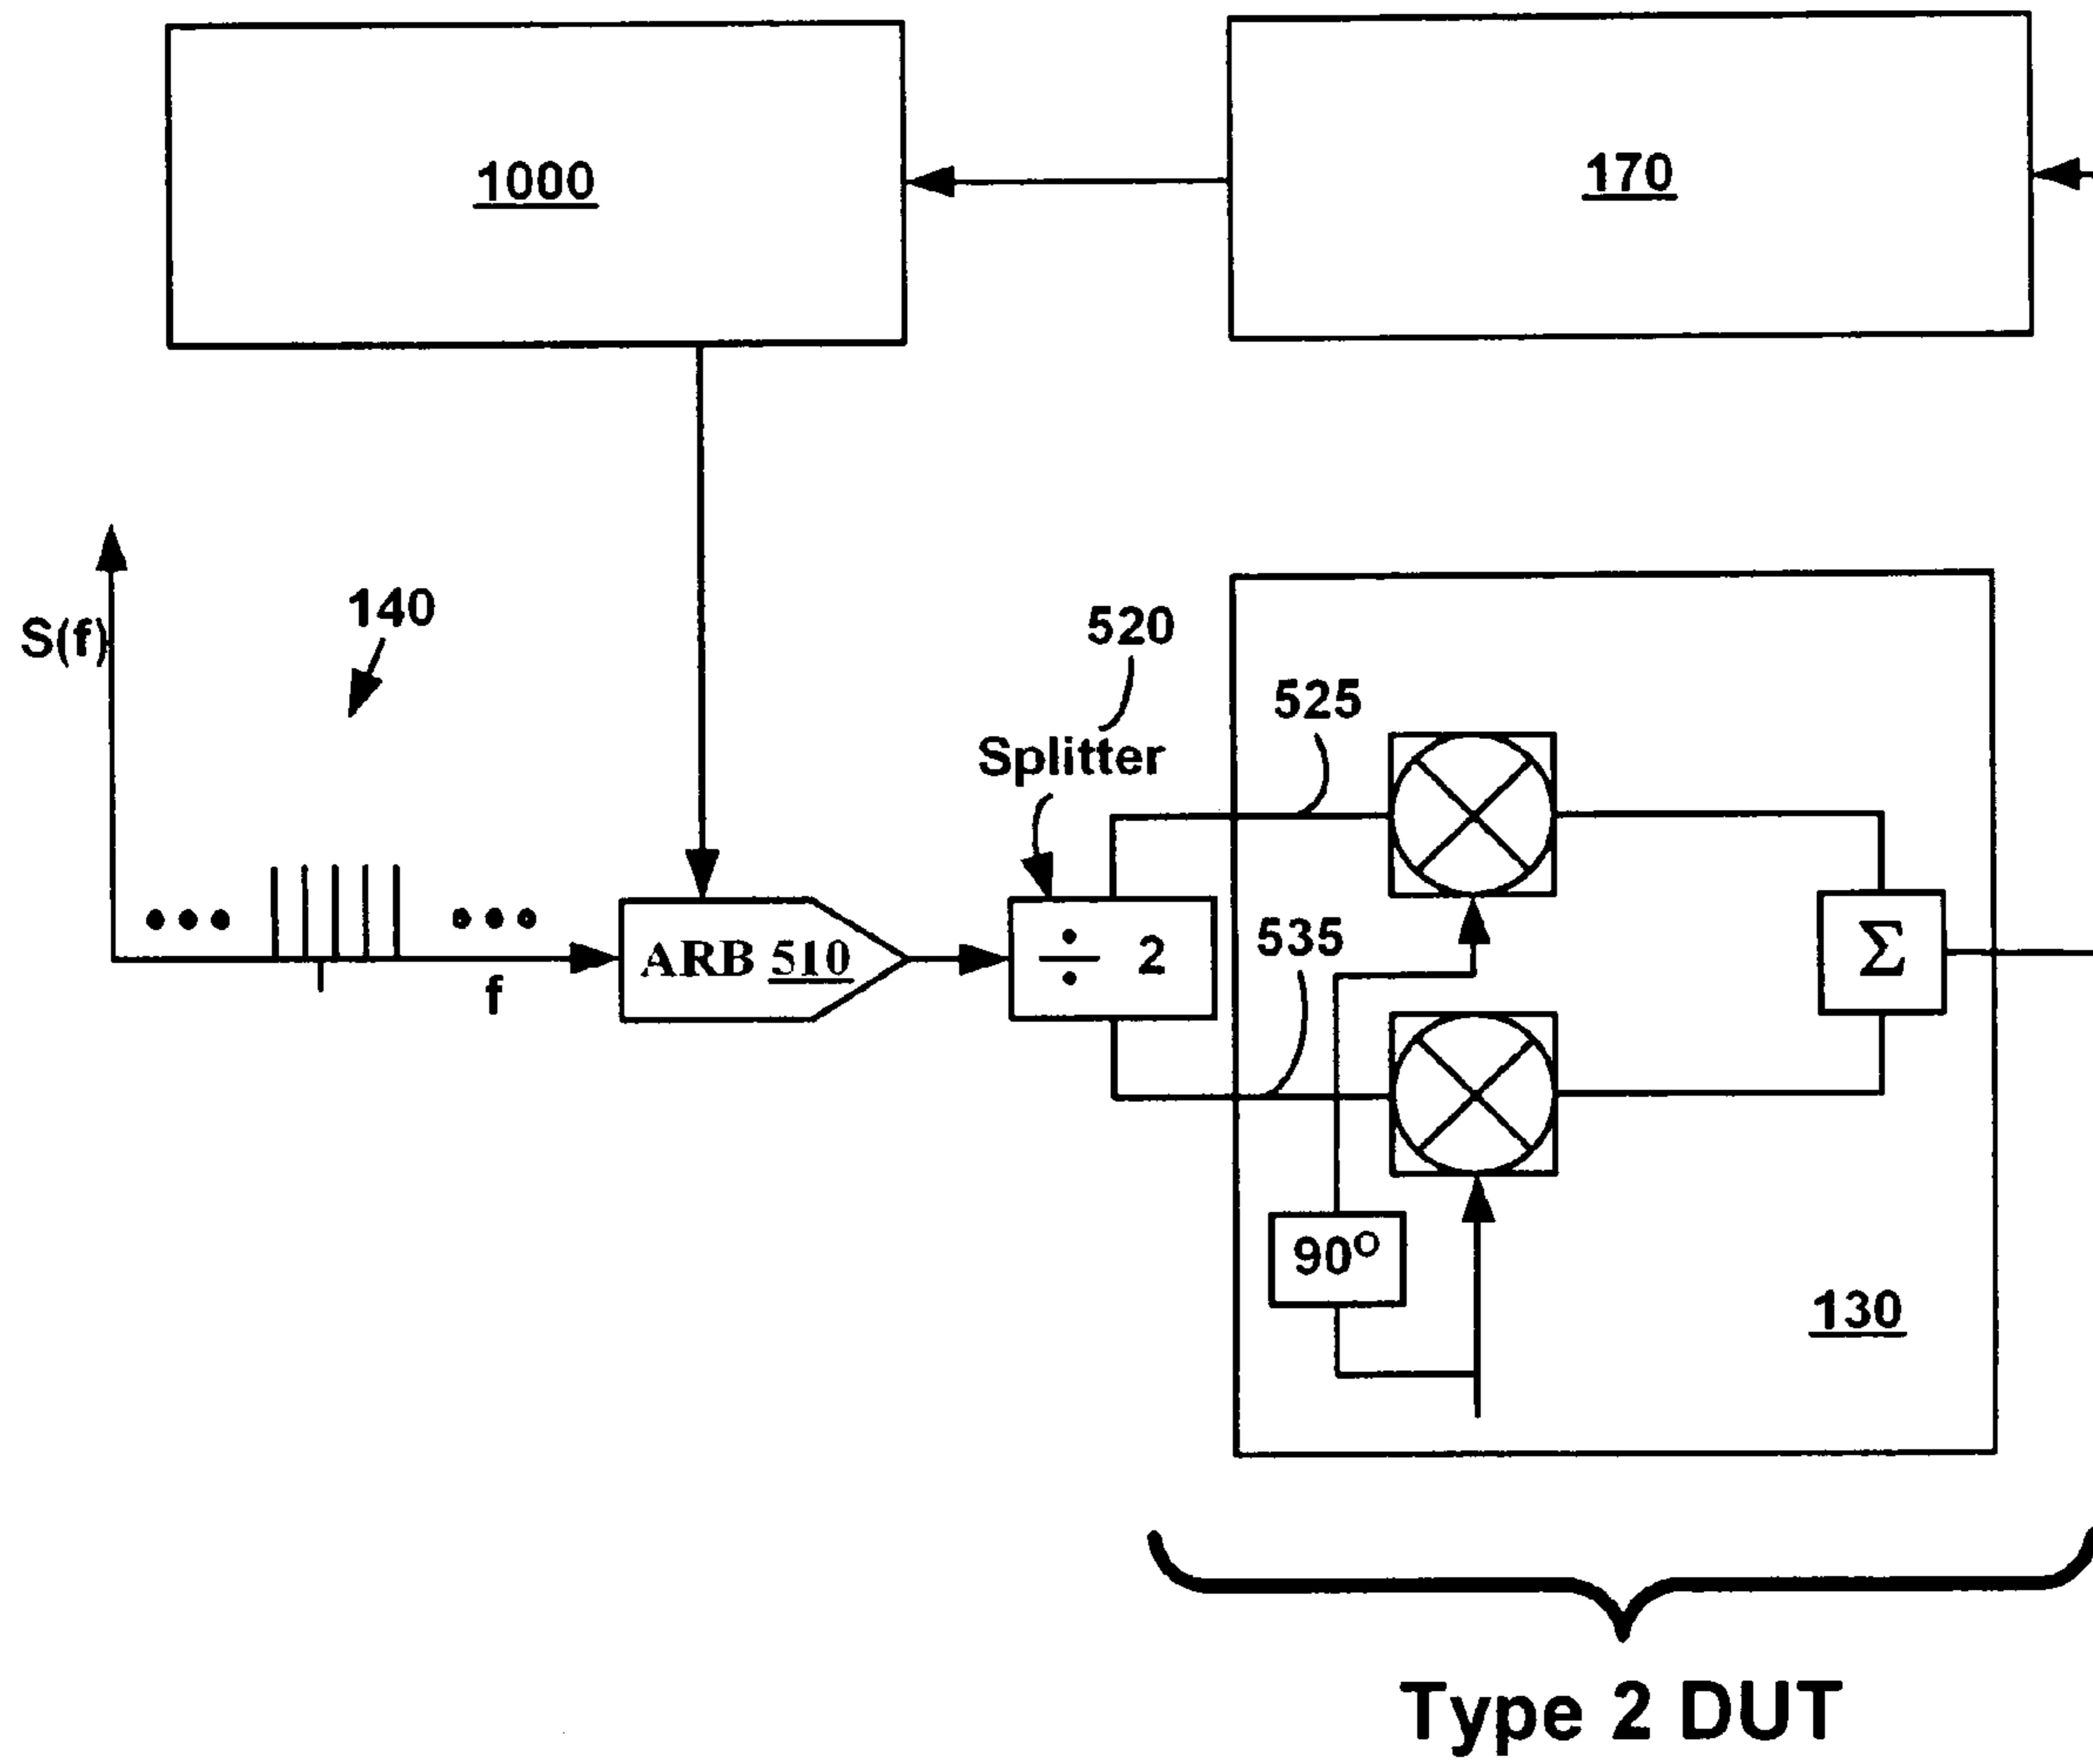 1000
170
S(f)
140
520
Splitter
525
535
f
ARB 510
÷ 2
Σ
90°
130
Type 2 DUT